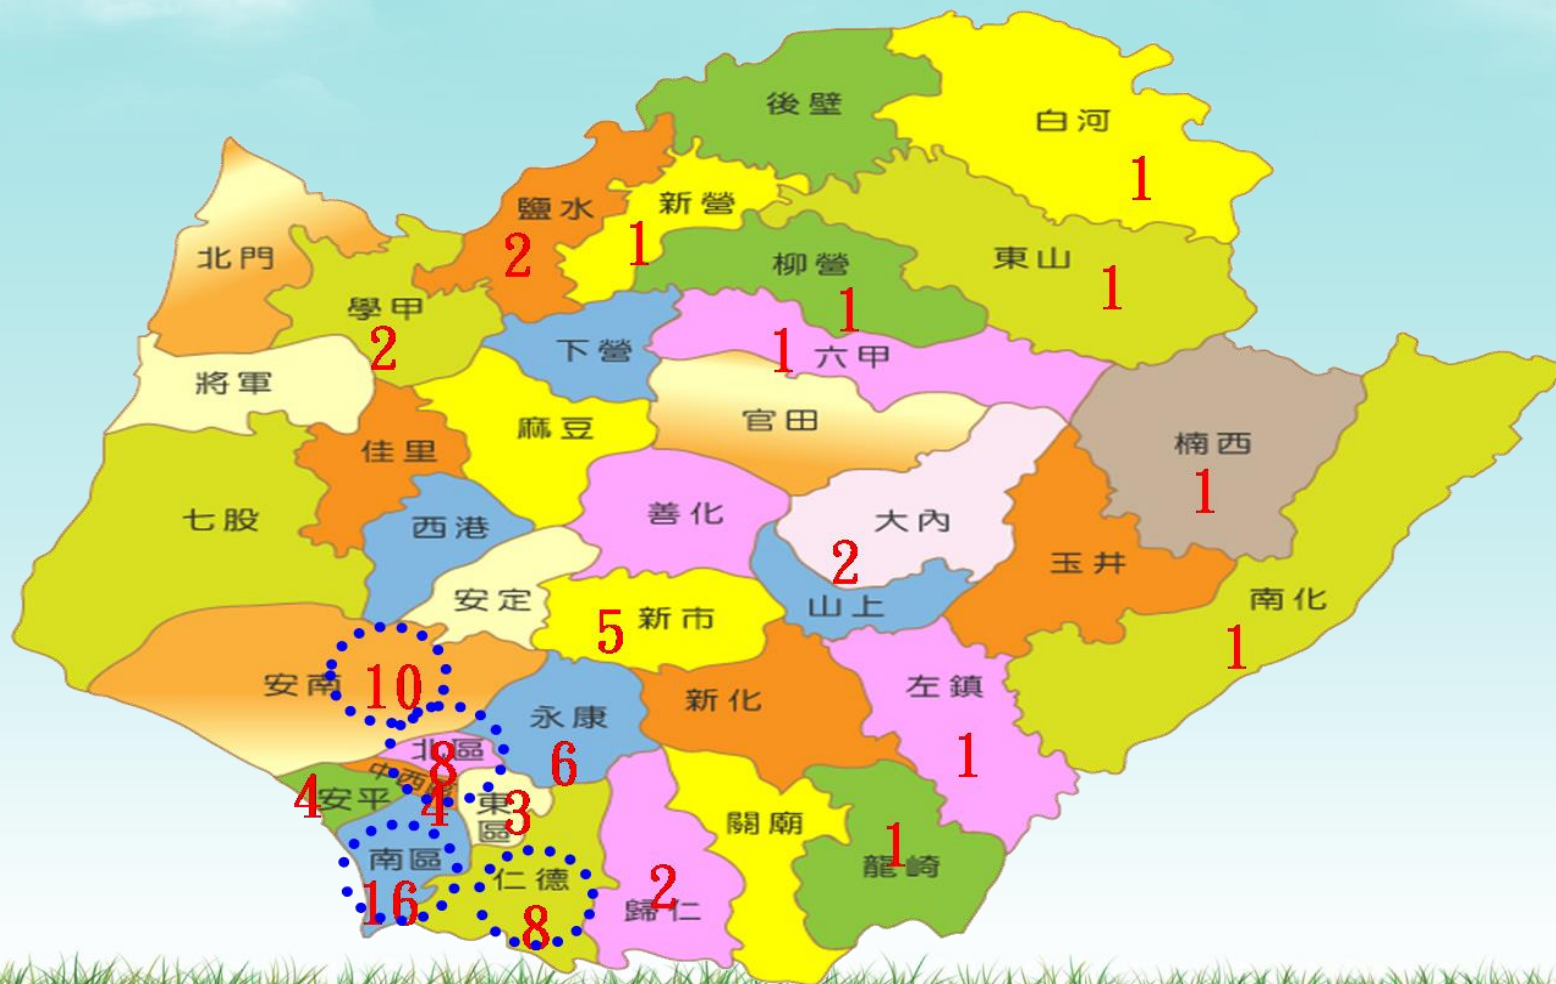 後壁
白河
1
鹽水
2
新營
1
北門
柳營
1
東山
1
學甲
2
下營
1
六甲
將軍
官田
麻豆
佳里
楠西
1
七股
西港
善化
大內
2
玉井
安定
5
新市
山上
南化
1
安南
10
永康
6
新化
左鎮
1
北區
8
中西區
4
4
安平
東區
3
關廟
南區
16
仁德
8
2
歸仁
1
龍崎